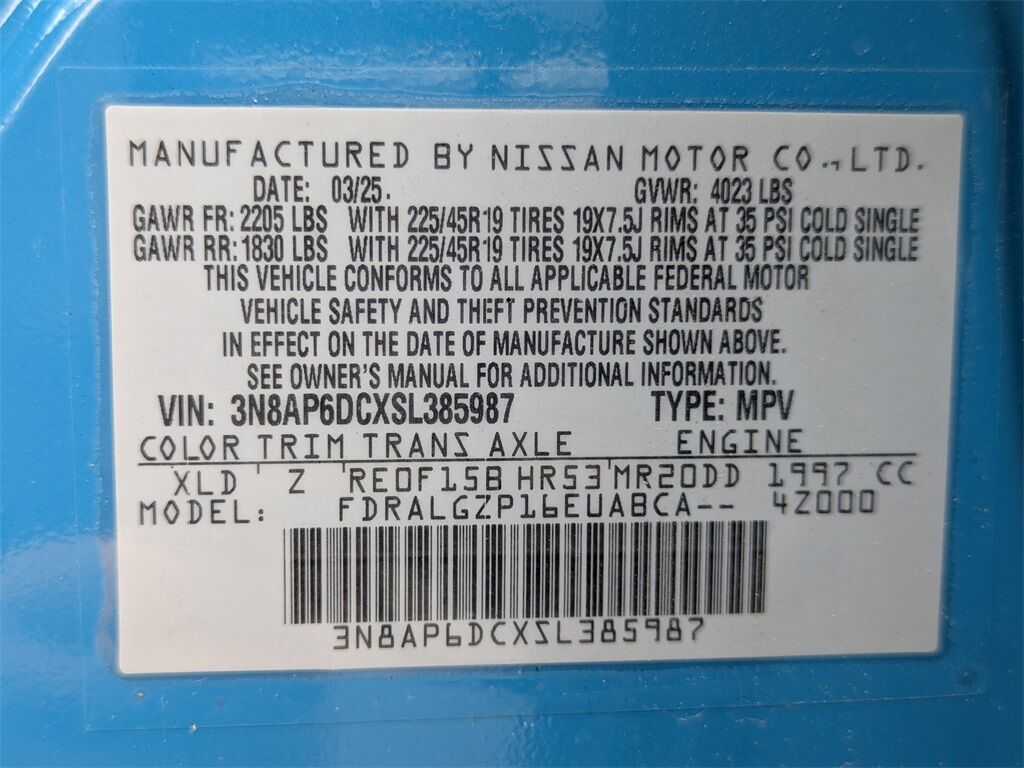 MANUFACTURED BY NISSAN MOTOR CO., LTD.
DATE: 03/25. GVWR: 4023 LBS
GAWR FR: 2205 LBS WITH 225/45R19 TIRES 19X7.5J RIMS AT 35 PSI COLD SINGLE
GAWR RR: 1830 LBS WITH 225/45R19 TIRES 19X7.5J RIMS AT 35 PSI COLD SINGLE
THIS VEHICLE CONFORMS TO ALL APPLICABLE FEDERAL MOTOR
VEHICLE SAFETY AND THEFT PREVENTION STANDARDS
IN EFFECT ON THE DATE OF MANUFACTURE SHOWN ABOVE.
SEE OWNER'S MANUAL FOR ADDITIONAL INFORMATION.
VIN: 3N8AP6DCXSL385987 TYPE: MPV
COLOR TRIM TRANS AXLE ENGINE
XLD Z RE0F15B HR53 MR20DD 1997 CC
MODEL: FDRALGZP16EUABCA-- 4Z000
3N8AP6DCXSL385987